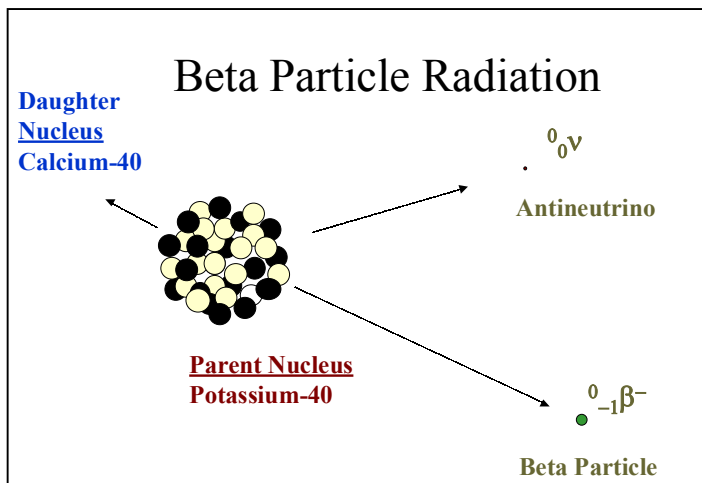 Beta Particle Radiation
Daughter
Nucleus
Calcium-40
⁰₀ν
Antineutrino
Parent Nucleus
Potassium-40
⁰₋₁β⁻
Beta Particle